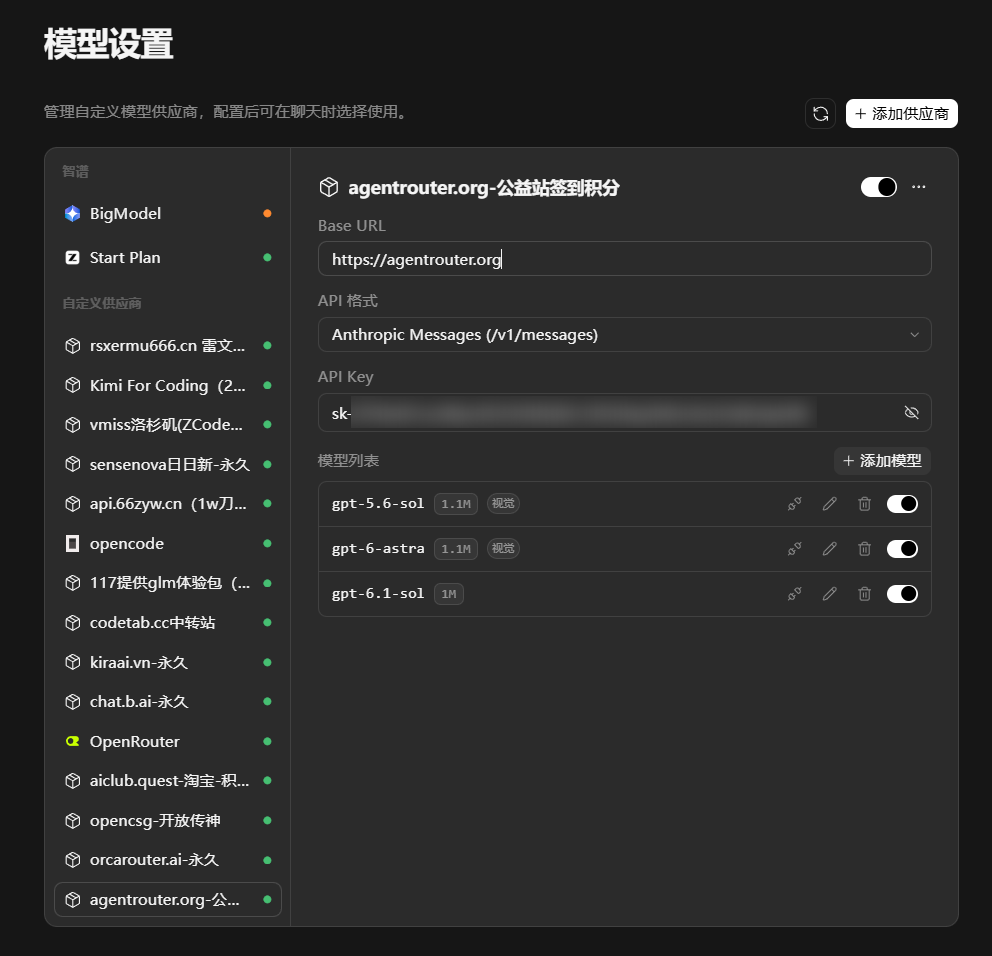 模型设置
管理自定义模型供应商，配置后可在聊天时选择使用。
添加供应商
智谱
BigModel
Start Plan
自定义供应商
rsxermu666.cn 雷文...
Kimi For Coding（2...
vmiss洛杉矶(ZCode...
sensenova日日新-永久
api.66zyw.cn（1w刀...
opencode
117提供glm体验包（...
codetab.cc中转站
kiraai.vn-永久
chat.b.ai-永久
OpenRouter
aiclub.quest-淘宝-积...
opencsg-开放传神
orcarouter.ai-永久
agentrouter.org-公...
agentrouter.org-公益站签到积分
Base URL
https://agentrouter.org
API 格式
Anthropic Messages (/v1/messages)
API Key
sk-
模型列表
添加模型
gpt-5.6-sol 1.1M 视觉
gpt-6-astra 1.1M 视觉
gpt-6.1-sol 1M